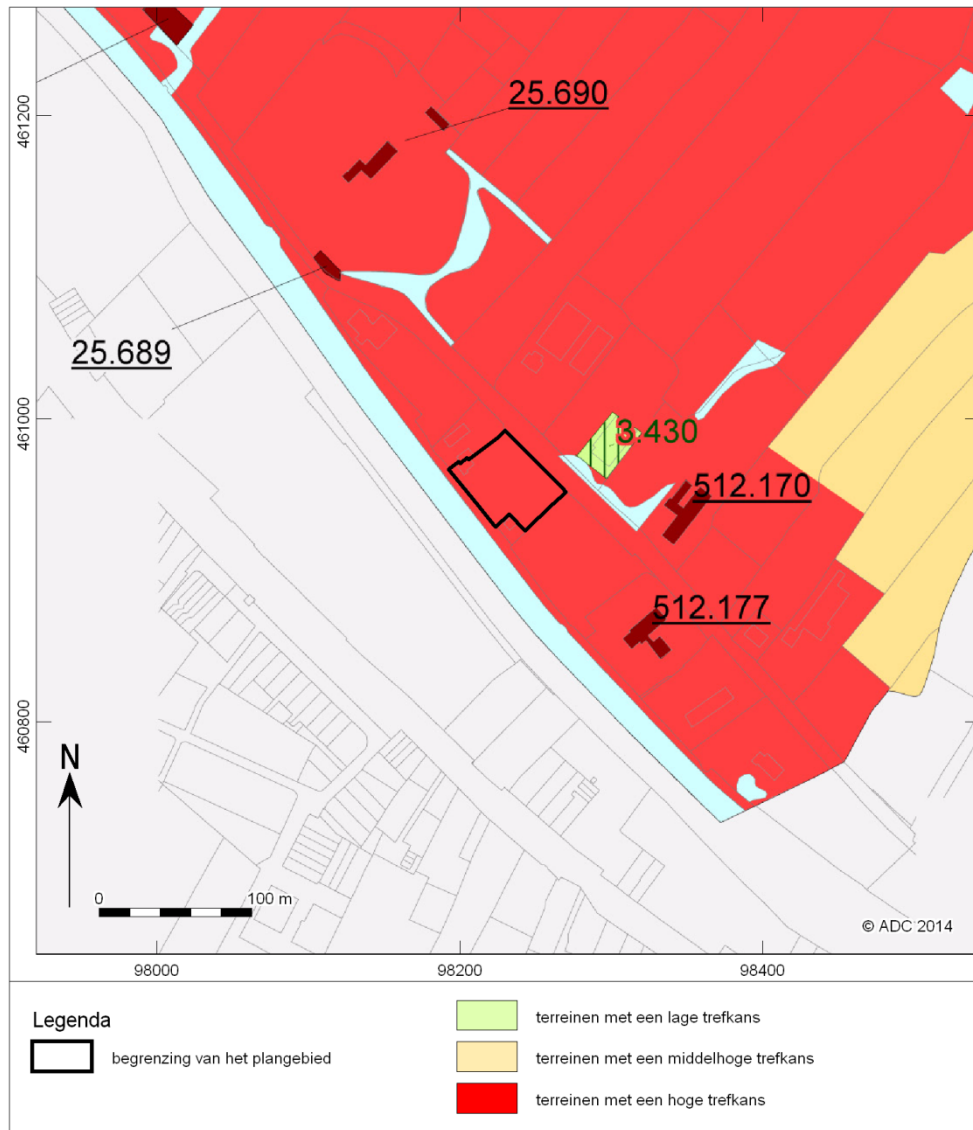 461200
25.690
25.689
461000
3.430
512.170
512.177
460800
N
0
100 m
© ADC 2014
98000
98200
98400
Legenda
begrenzing van het plangebied
terreinen met een lage trefkans
terreinen met een middelhoge trefkans
terreinen met een hoge trefkans